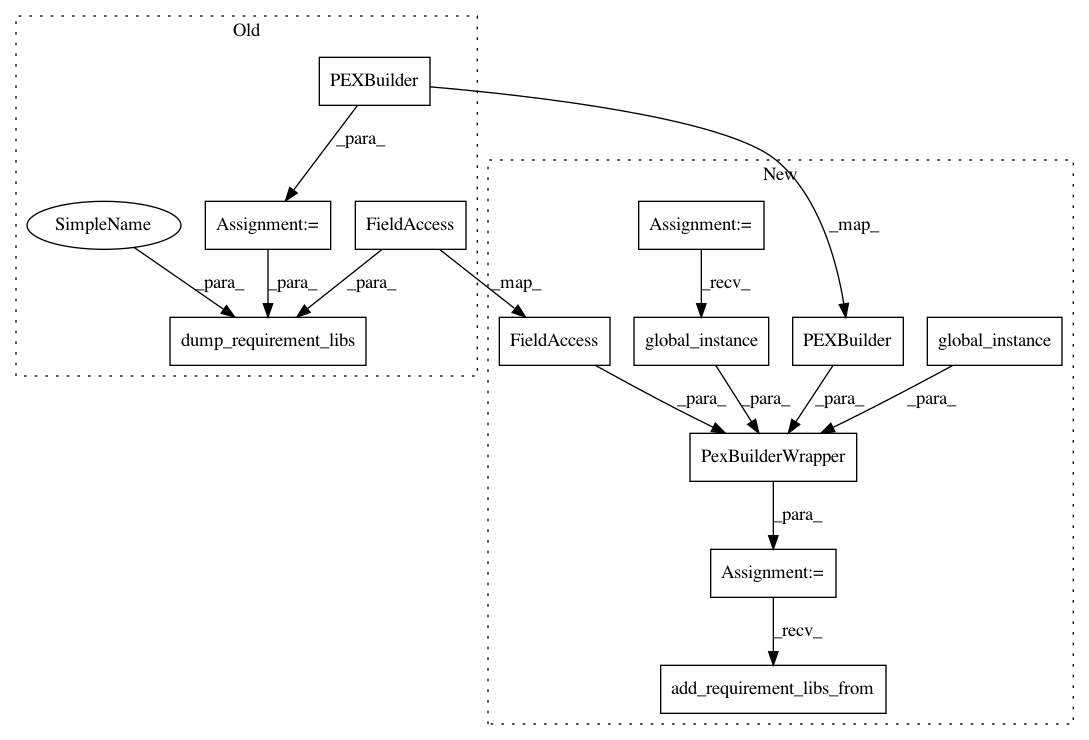 Old
PEXBuilder
_para_
New
SimpleName
Assignment:=
FieldAccess
Assignment:=
_map_
_para_
_para_
_para_
_map_
_recv_
dump_requirement_libs
FieldAccess
global_instance
PEXBuilder
global_instance
_para_
_para_
_para_
_para_
PexBuilderWrapper
_para_
Assignment:=
_recv_
add_requirement_libs_from